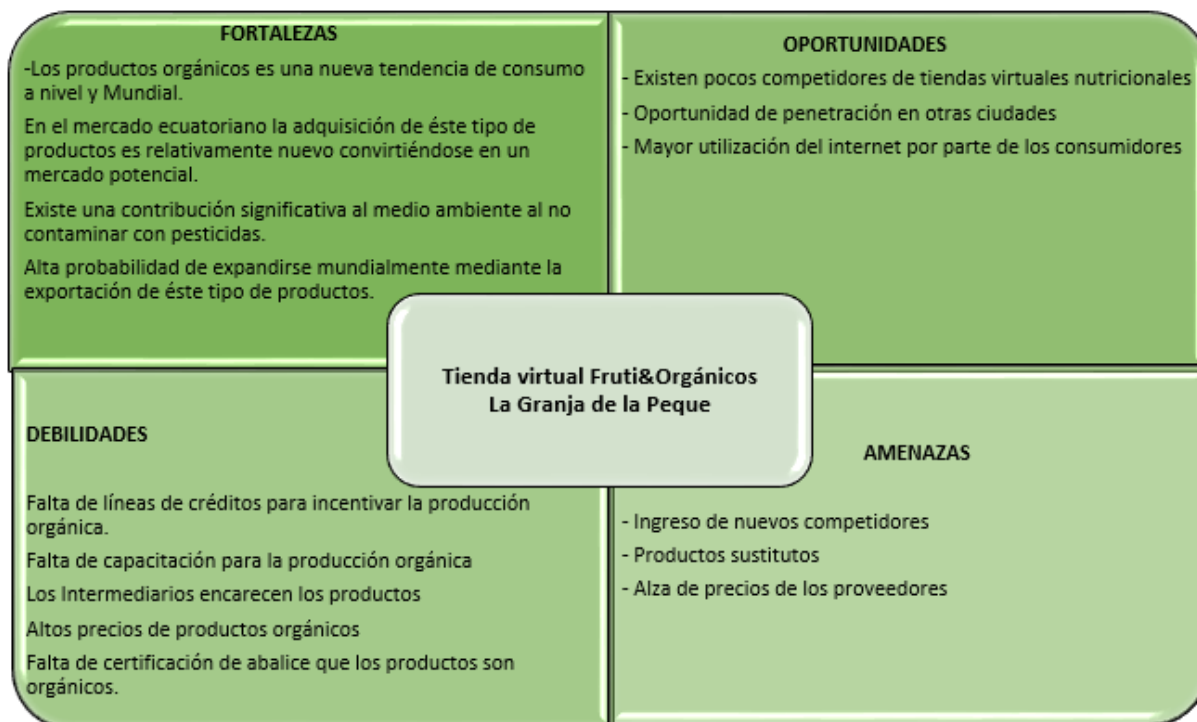 FORTALEZAS
-Los productos orgánicos es una nueva tendencia de consumo
a nivel y Mundial.
En el mercado ecuatoriano la adquisición de éste tipo de
productos es relativamente nuevo convirtiéndose en un
mercado potencial.
Existe una contribución significativa al medio ambiente al no
contaminar con pesticidas.
Alta probabilidad de expandirse mundialmente mediante la
exportación de éste tipo de productos.
OPORTUNIDADES
- Existen pocos competidores de tiendas virtuales nutricionales
- Oportunidad de penetración en otras ciudades
- Mayor utilización del internet por parte de los consumidores
Tienda virtual Fruti&Orgánicos
La Granja de la Peque
DEBILIDADES
Falta de líneas de créditos para incentivar la producción
orgánica.
Falta de capacitación para la producción orgánica
Los Intermediarios encarecen los productos
Altos precios de productos orgánicos
Falta de certificación de abalice que los productos son
orgánicos.
AMENAZAS
- Ingreso de nuevos competidores
- Productos sustitutos
- Alza de precios de los proveedores